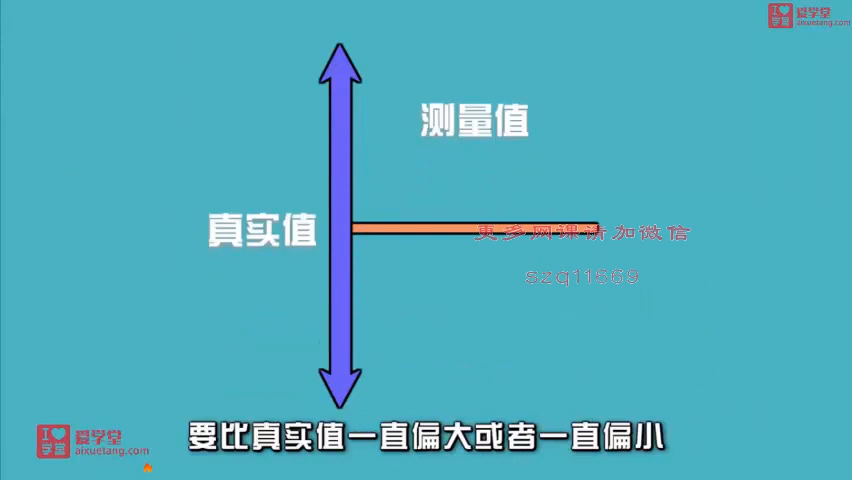 爱学堂
aixuetang.com
测量值
真实值
更多网课请加微信
szq11669
爱学堂
aixuetang.com
要比真实值一直偏大或者一直偏小